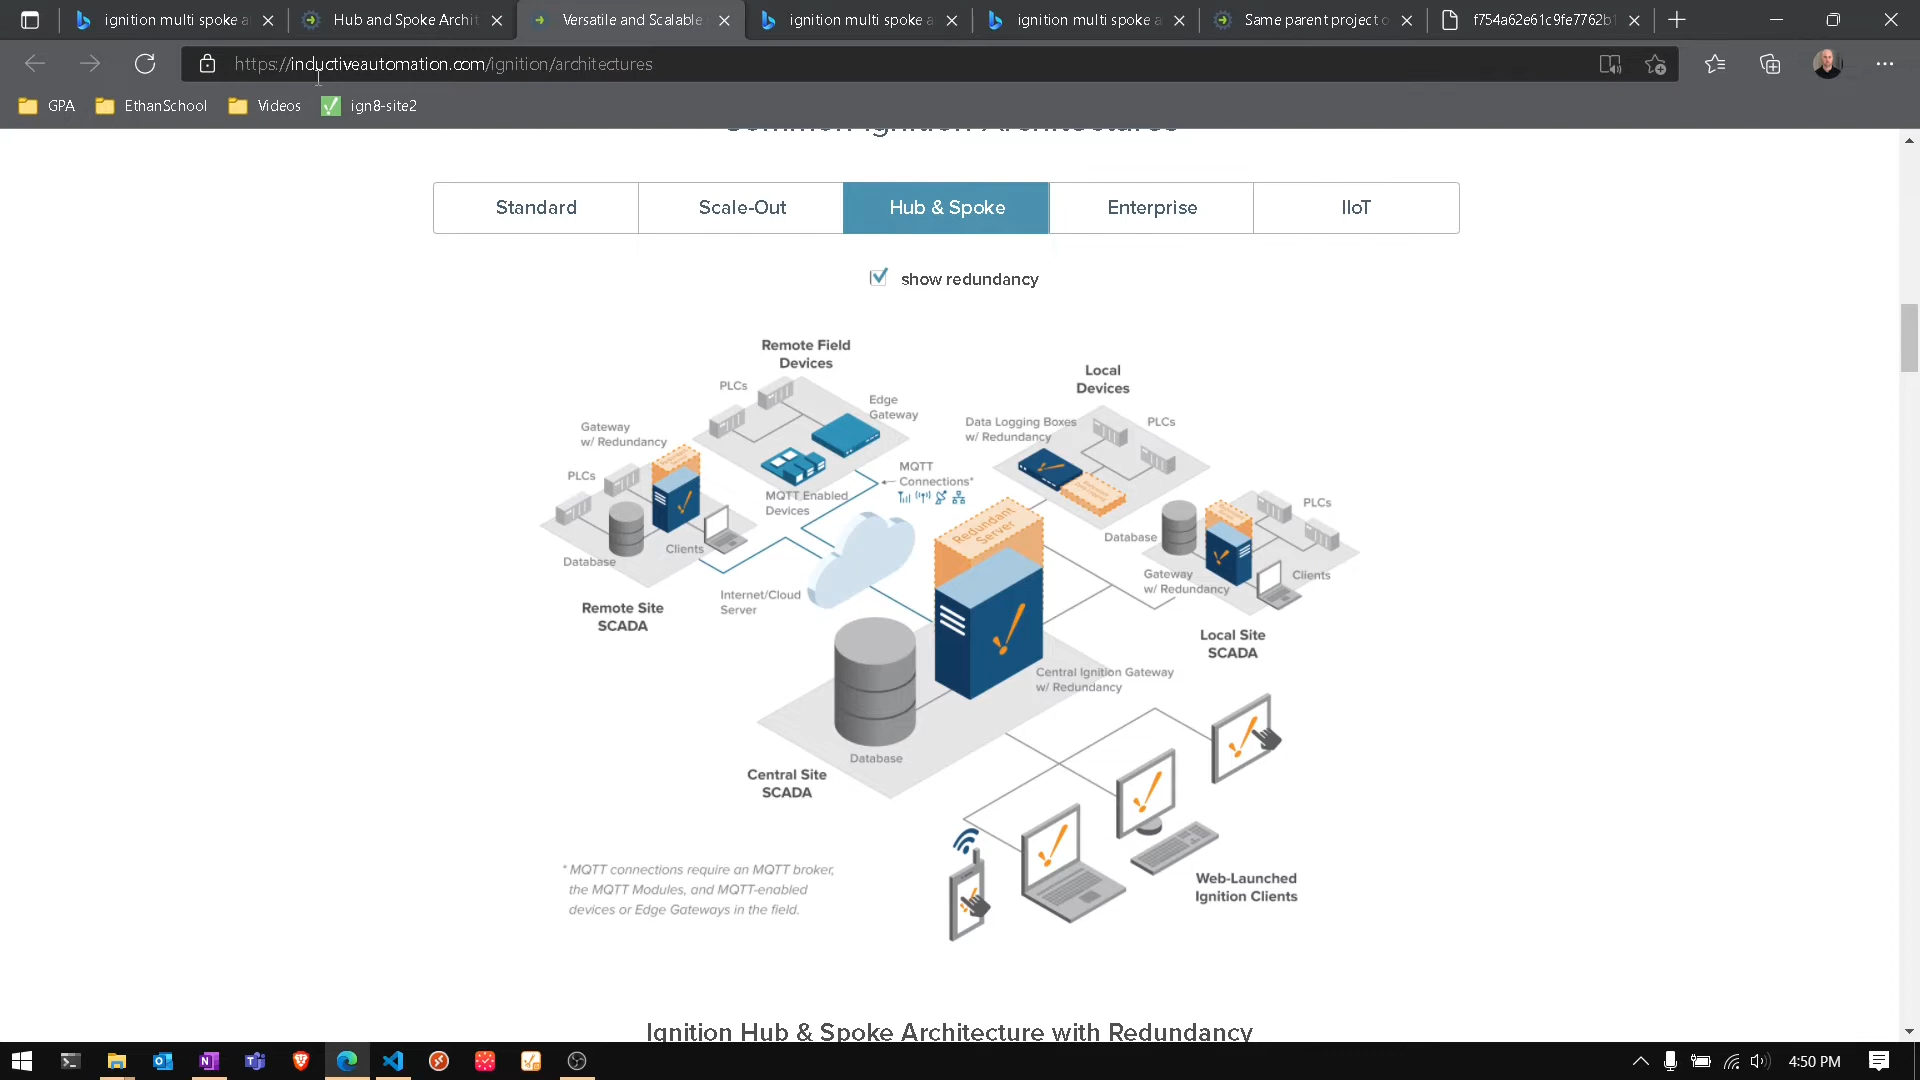 ignition multi spoke a
Hub and Spoke Archit
Versatile and Scalable
ignition multi spoke a
ignition multi spoke a
Same parent project o
f754a62e61c9fe7762b1
https://inductiveautomation.com/ignition/architectures
GPA
EthanSchool
Videos
ign8-site2
Common Ignition Architectures
Standard
Scale-Out
Hub & Spoke
Enterprise
IIoT
show redundancy
Remote Field
Devices
PLCs
Edge
Gateway
MQTT Enabled
Devices
MQTT
Connections*
Local
Devices
Data Logging Boxes
w/ Redundancy
PLCs
Gateway
w/ Redundancy
PLCs
Database
Clients
Remote Site
SCADA
Internet/Cloud
Server
Redundant
Server
PLCs
Database
Gateway
w/ Redundancy
Clients
Local Site
SCADA
Central Ignition Gateway
w/ Redundancy
Database
Central Site
SCADA
* MQTT connections require an MQTT broker,
the MQTT Modules, and MQTT-enabled
devices or Edge Gateways in the field.
Web-Launched
Ignition Clients
Ignition Hub & Spoke Architecture with Redundancy
4:50 PM